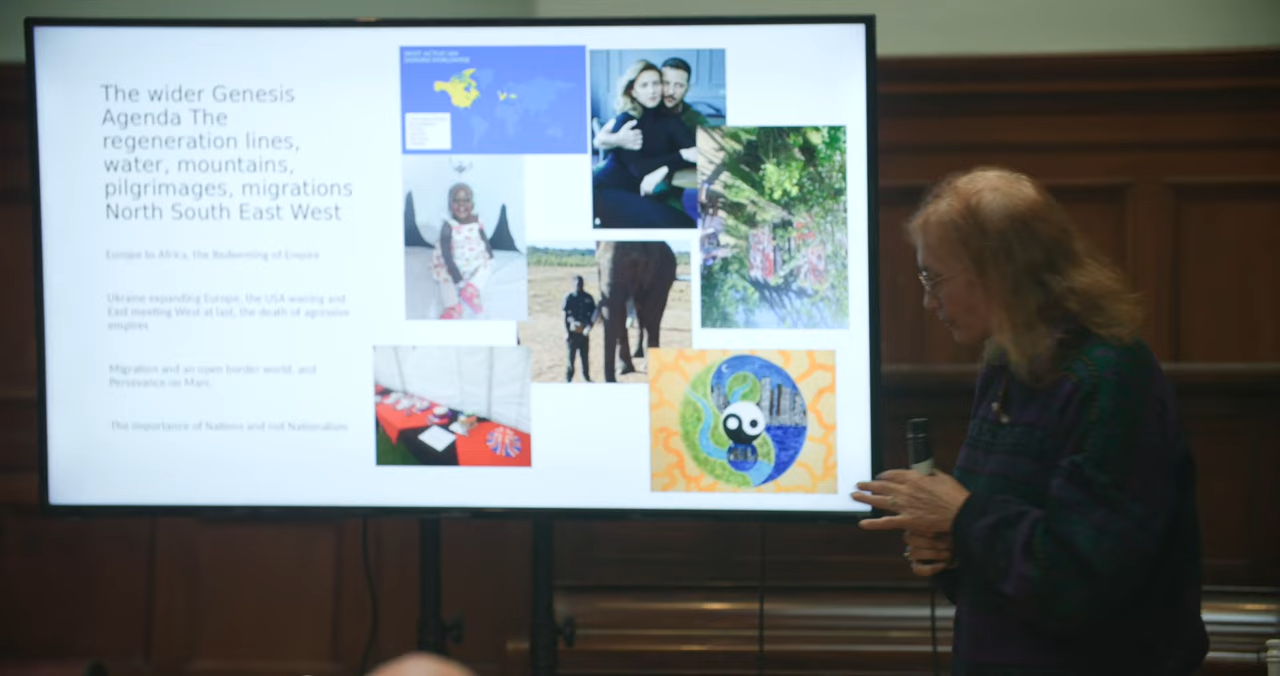 The wider Genesis
Agenda The
regeneration lines,
water, mountains,
pilgrimages, migrations
North South East West
Europe to Africa, the Redeeming of Empire
Ukraine expanding Europe, the USA waning and
East meeting West at last, the death of agressive
empires
Migration and an open border world, and
Persevance on Mars.
The importance of Nations and not Nationalism